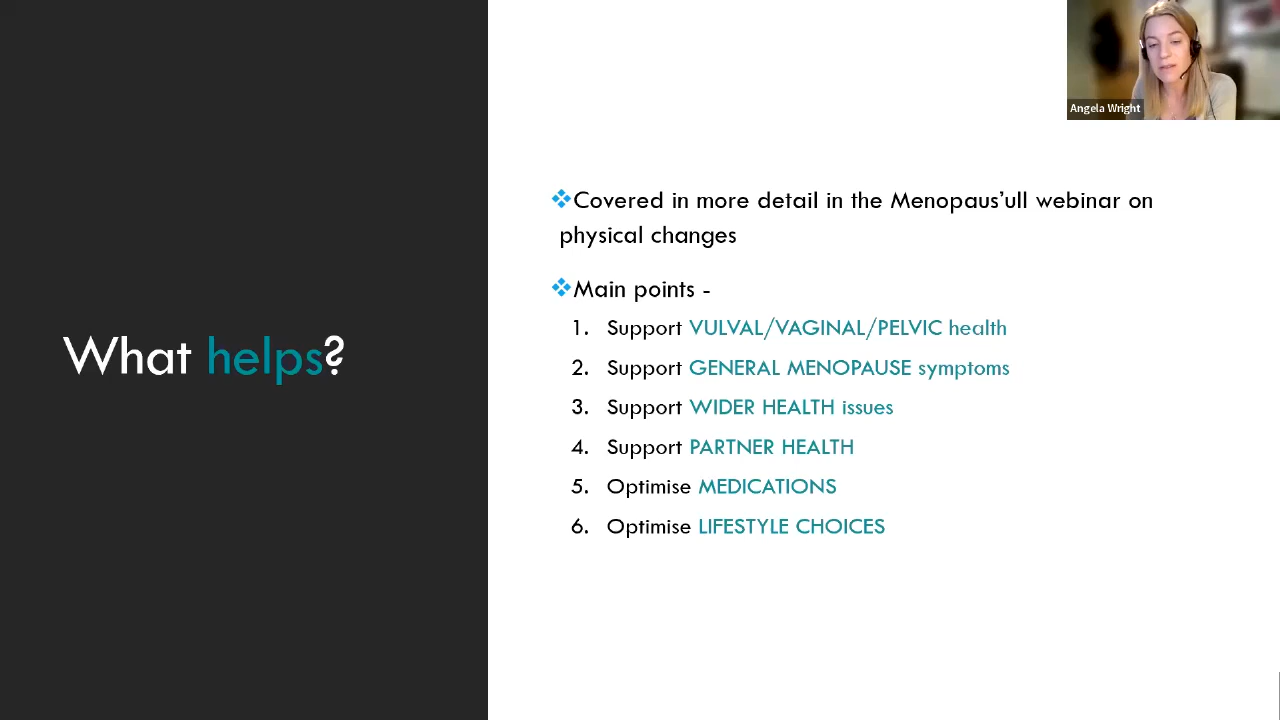 Angela Wright
What helps?
❖Covered in more detail in the Menopaus’ull webinar on
physical changes
❖Main points -
1. Support VULVAL/VAGINAL/PELVIC health
2. Support GENERAL MENOPAUSE symptoms
3. Support WIDER HEALTH issues
4. Support PARTNER HEALTH
5. Optimise MEDICATIONS
6. Optimise LIFESTYLE CHOICES